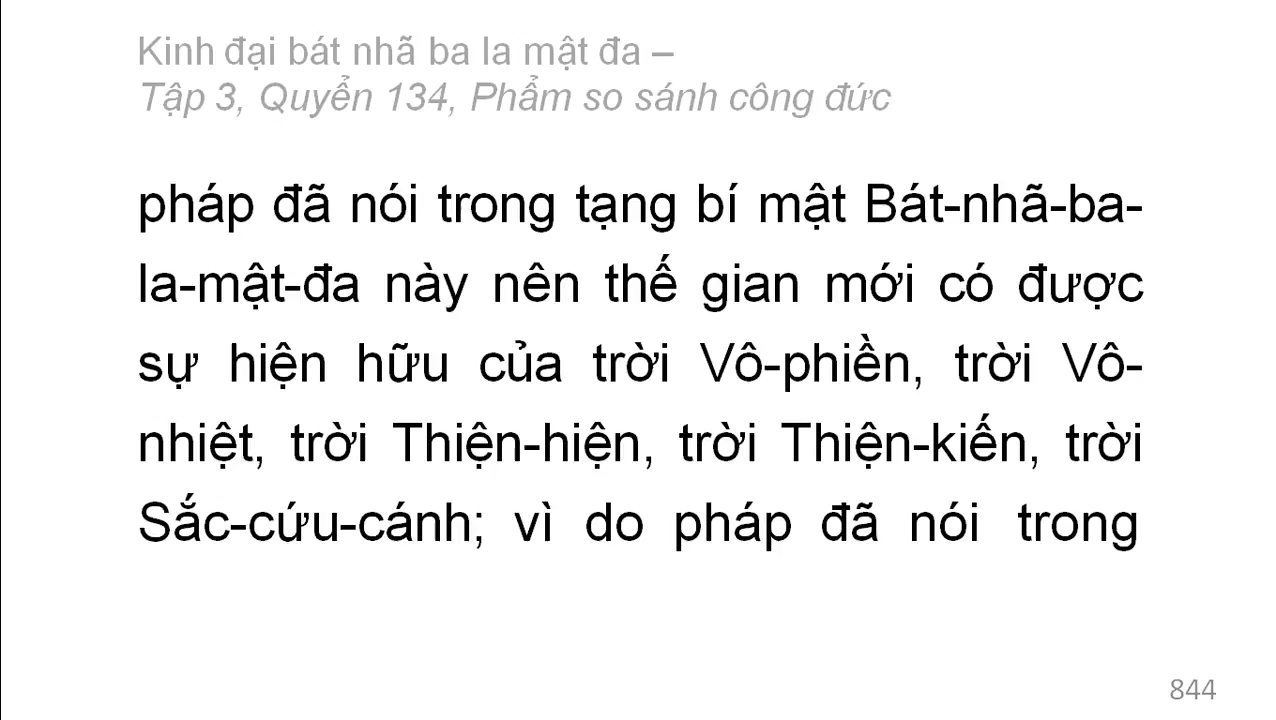 Kinh đại bát nhã ba la mật đa –
Tập 3, Quyển 134, Phẩm so sánh công đức
pháp đã nói trong tạng bí mật Bát-nhã-ba-
la-mật-đa này nên thế gian mới có được
sự hiện hữu của trời Vô-phiền, trời Vô-
nhiệt, trời Thiện-hiện, trời Thiện-kiến, trời
Sắc-cứu-cánh; vì do pháp đã nói trong
844